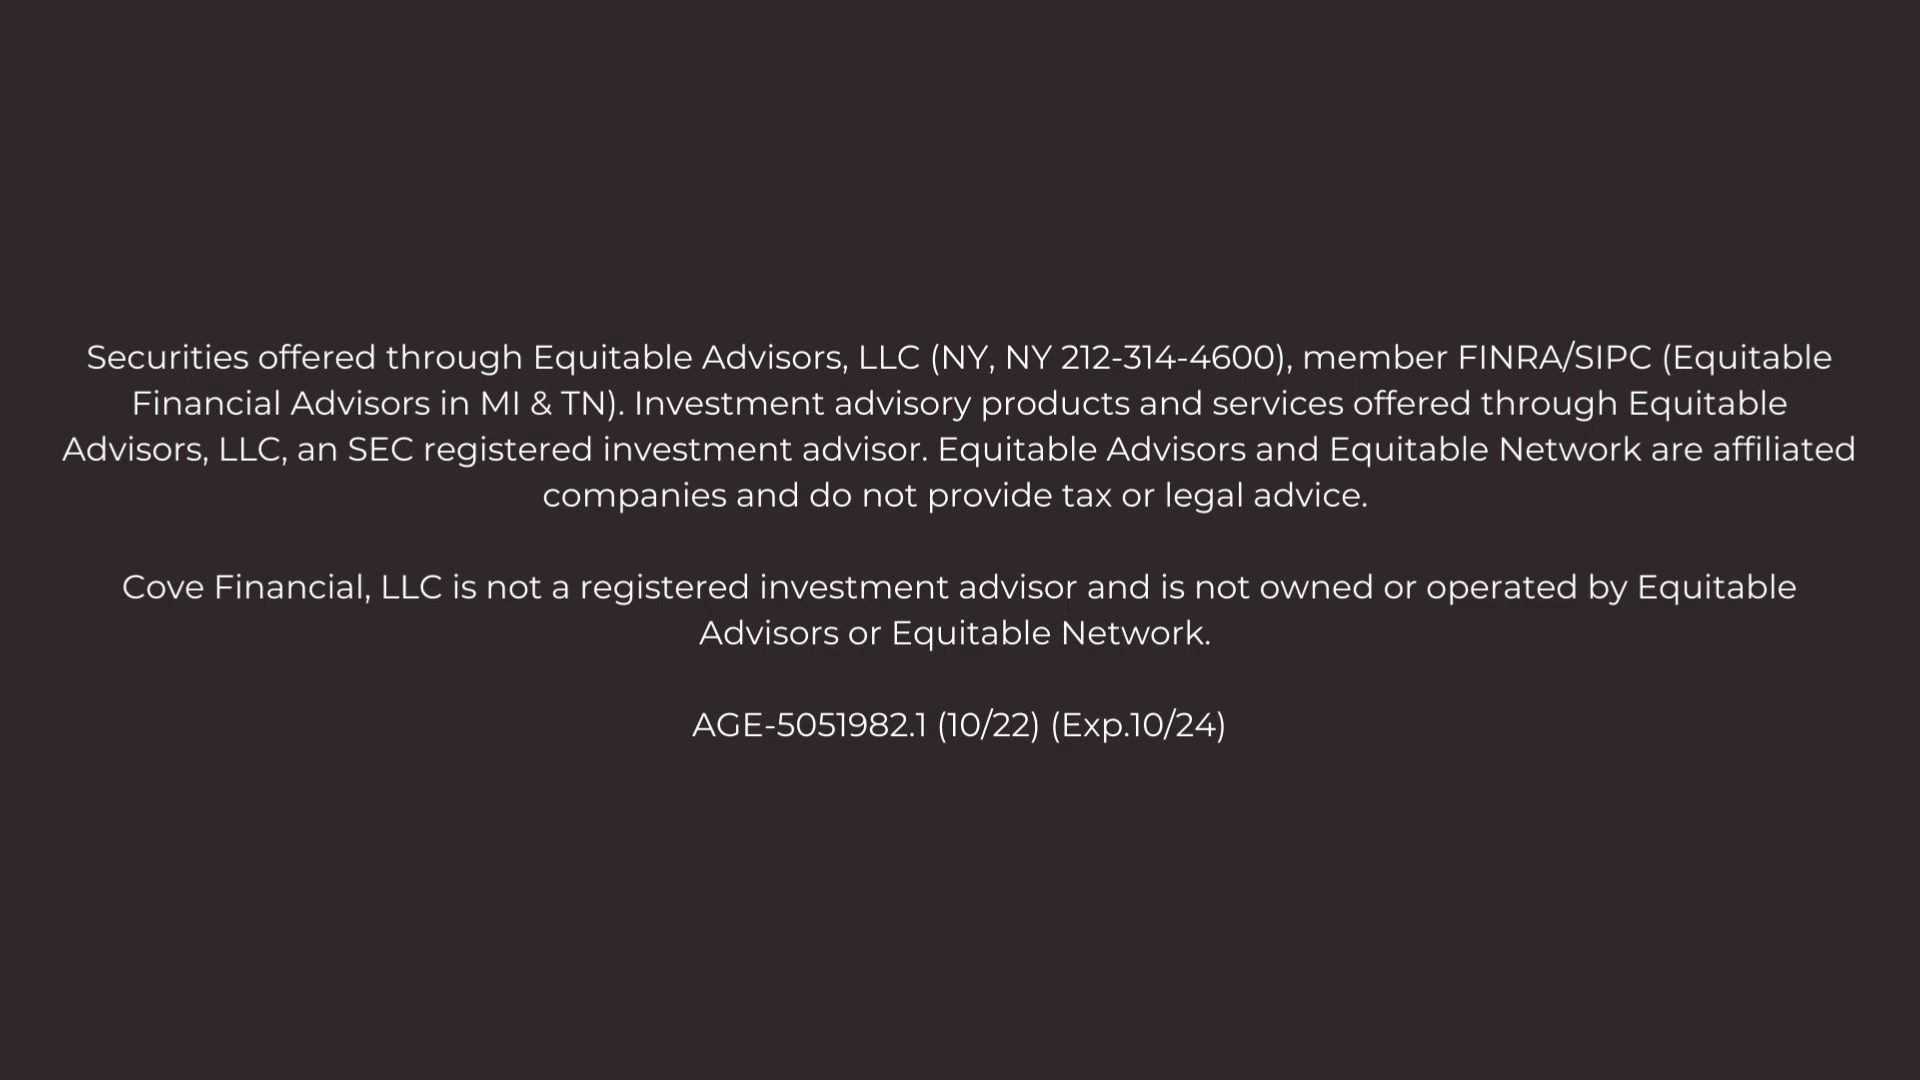 Securities offered through Equitable Advisors, LLC (NY, NY 212-314-4600), member FINRA/SIPC (Equitable
Financial Advisors in MI & TN). Investment advisory products and services offered through Equitable
Advisors, LLC, an SEC registered investment advisor. Equitable Advisors and Equitable Network are affiliated
companies and do not provide tax or legal advice.
Cove Financial, LLC is not a registered investment advisor and is not owned or operated by Equitable
Advisors or Equitable Network.
AGE-5051982.1 (10/22) (Exp.10/24)